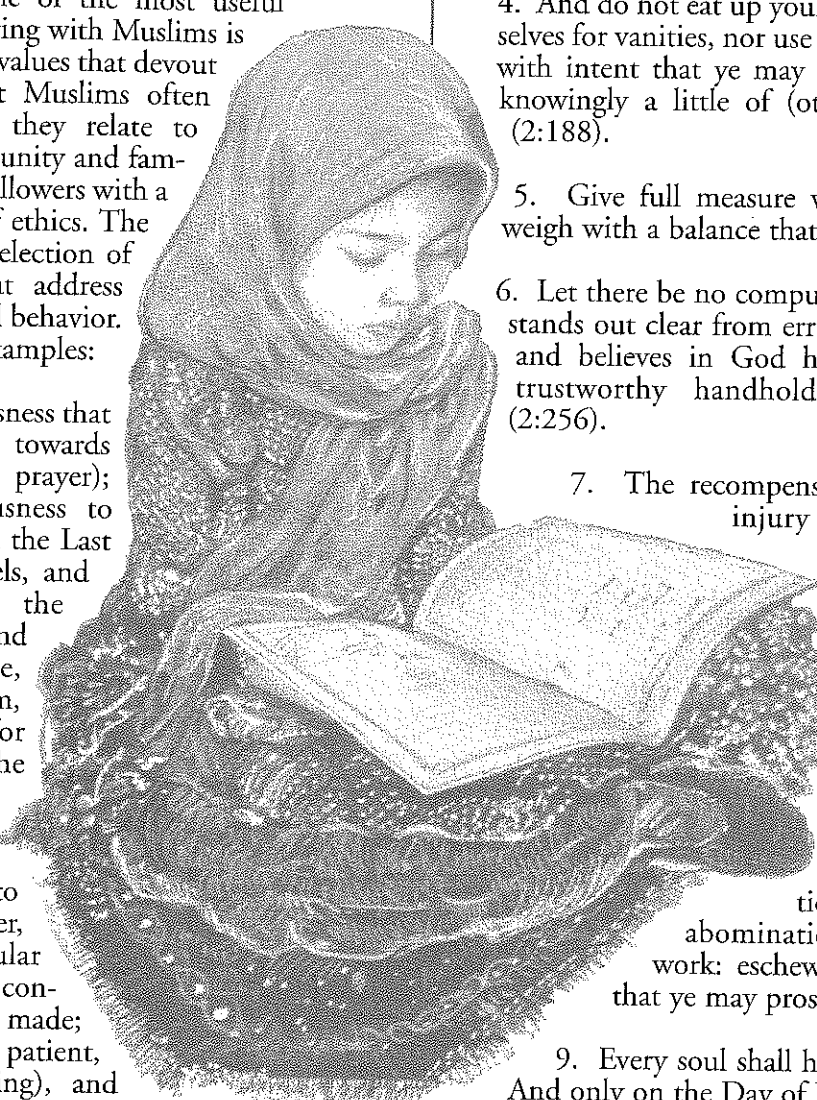 of the most useful
with Muslims is
values that devout
Muslims often
they relate to
unity and fam-
llowers with a
ethics. The
election of
address
behavior.
amples:
sness that
towards
prayer);
usness to
the Last
els, and
the
nd
e,
n,
or
he
to
er,
ular
con-
made;
patient,
ing), and
4. And do not eat up your
selves for vanities, nor use
with intent that ye may
knowingly a little of (ot
(2:188).
5. Give full measure
weigh with a balance that
6. Let there be no compu
stands out clear from err
and believes in God h
trustworthy handhold
(2:256).
7. The recompens
injury
tio
abominatio
work: eschew
that ye may pros
9. Every soul shall h
And only on the Day of